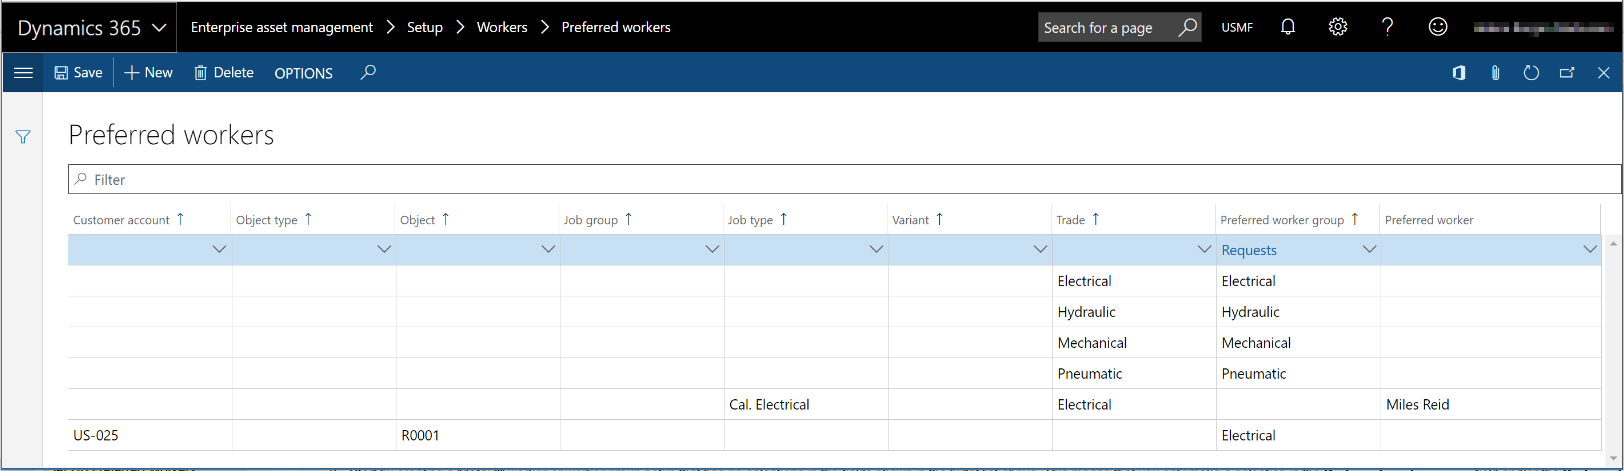 Dynamics 365 Enterprise asset management Setup Workers Preferred workers Search for a page USMF
Save New Delete OPTIONS
Preferred workers
Filter
Customer account Object type Object Job group Job type Variant Trade Preferred worker group Preferred worker
Requests
Electrical Electrical
Hydraulic Hydraulic
Mechanical Mechanical
Pneumatic Pneumatic
Cal. Electrical Electrical Miles Reid
US-025 R0001 Electrical